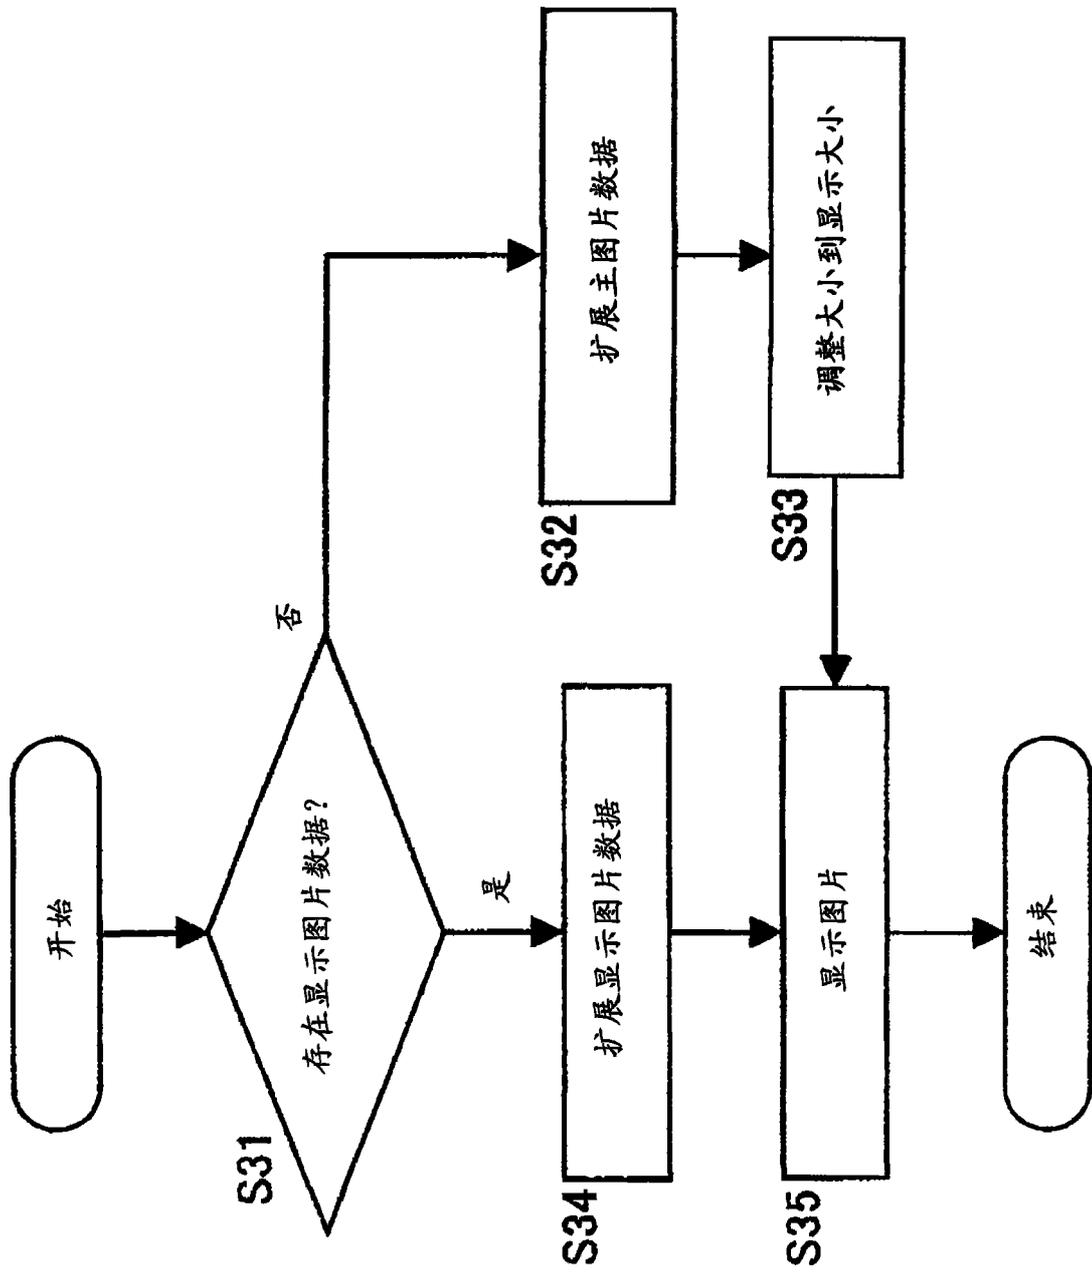 开始
S31
存在显示图片数据?
否
是
S32
扩展主图片数据
S33
调整大小到显示大小
S34
扩展显示图片数据
S35
显示图片
结束